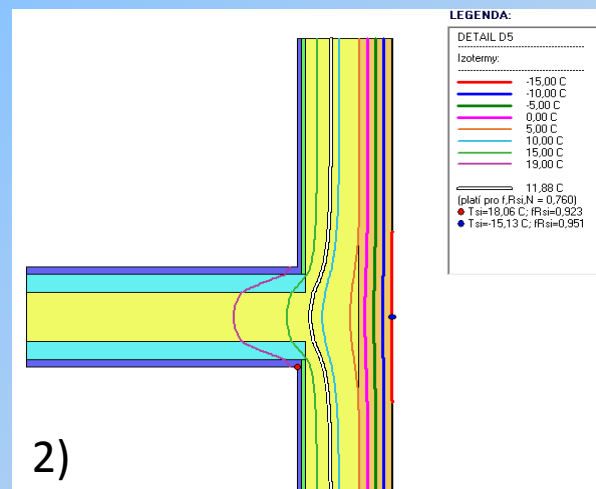 LEGENDA:
DETAIL D5
Izotermy:
-15,00 C
-10,00 C
-5,00 C
0,00 C
5,00 C
10,00 C
15,00 C
19,00 C
11,88 C
(platí pro f,Rsi,N = 0,760)
Tsi=18,06 C; fRsi=0,923
Tsi=-15,13 C; fRsi=0,951
2)